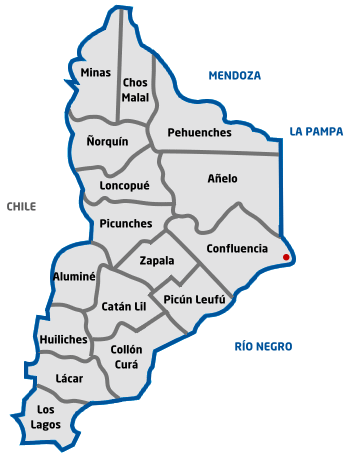 Minas
Chos
Malal
MENDOZA
Pehuenches
LA PAMPA
Ñorquín
Loncopué
Añelo
CHILE
Picunches
Confluencia
Zapala
Aluminé
Catán Lil
Picún Leufú
Huiliches
Collón
Curá
RÍO NEGRO
Lácar
Los
Lagos